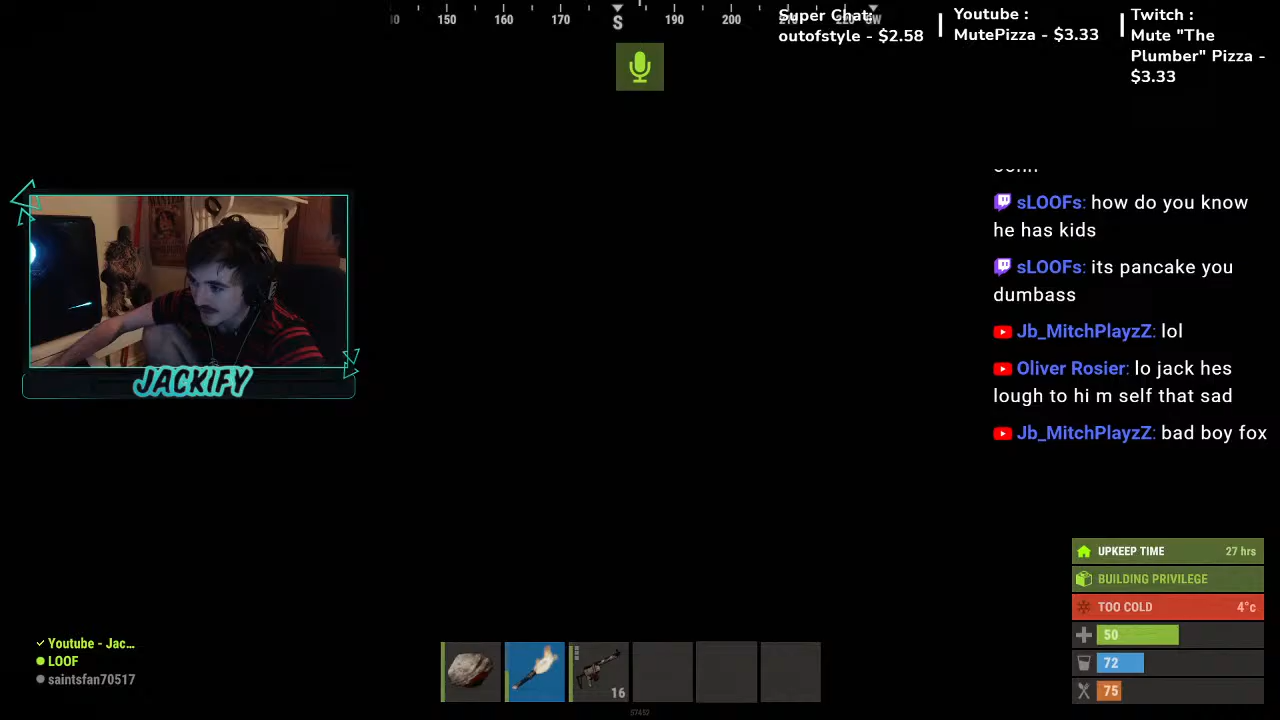 150 160 170 S 190 200
Super Chat:
outofstyle - $2.58
Youtube :
MutePizza - $3.33
Twitch :
Mute "The
Plumber" Pizza -
$3.33
sLOOFs: how do you know
he has kids
sLOOFs: its pancake you
dumbass
Jb_MitchPlayzZ: lol
Oliver Rosier: lo jack hes
lough to hi m self that sad
Jb_MitchPlayzZ: bad boy fox
JACKIFY
UPKEEP TIME 27 hrs
BUILDING PRIVILEGE
TOO COLD 4°c
50
72
75
Youtube - Jac...
LOOF
saintsfan70517
16